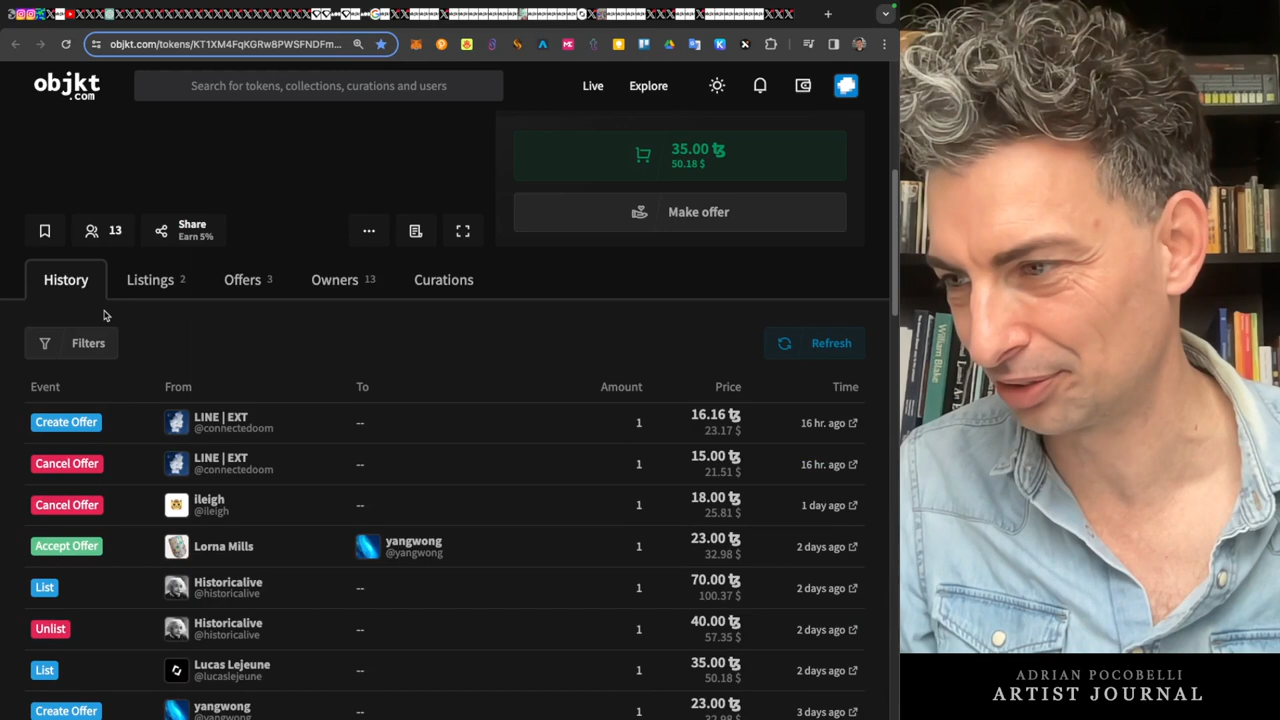 objkt.com/tokens/KT1XM4FqKGRw8PWSFNDFm...
objkt
.com
Search for tokens, collections, curations and users
Live
Explore
35.00 ꜩ
50.18 $
Make offer
13
Share
Earn 5%
History
Listings 2
Offers 3
Owners 13
Curations
Filters
Refresh
Event From To Amount Price Time
Create Offer LINE | EXT @connectedoom -- 1 16.16 ꜩ 23.17 $ 16 hr. ago
Cancel Offer LINE | EXT @connectedoom -- 1 15.00 ꜩ 21.51 $ 16 hr. ago
Cancel Offer ileigh @ileigh -- 1 18.00 ꜩ 25.81 $ 1 day ago
Accept Offer Lorna Mills yangwong @yangwong 1 23.00 ꜩ 32.98 $ 2 days ago
List Historicalive @historicalive -- 1 70.00 ꜩ 100.37 $ 2 days ago
Unlist Historicalive @historicalive -- 1 40.00 ꜩ 57.35 $ 2 days ago
List Lucas Lejeune @lucaslejeune -- 1 35.00 ꜩ 50.18 $ 2 days ago
Create Offer yangwong @yangwong -- 1 23.00 ꜩ 32.98 $ 3 days ago
William Blake
ADRIAN POCOBELLI
ARTIST JOURNAL